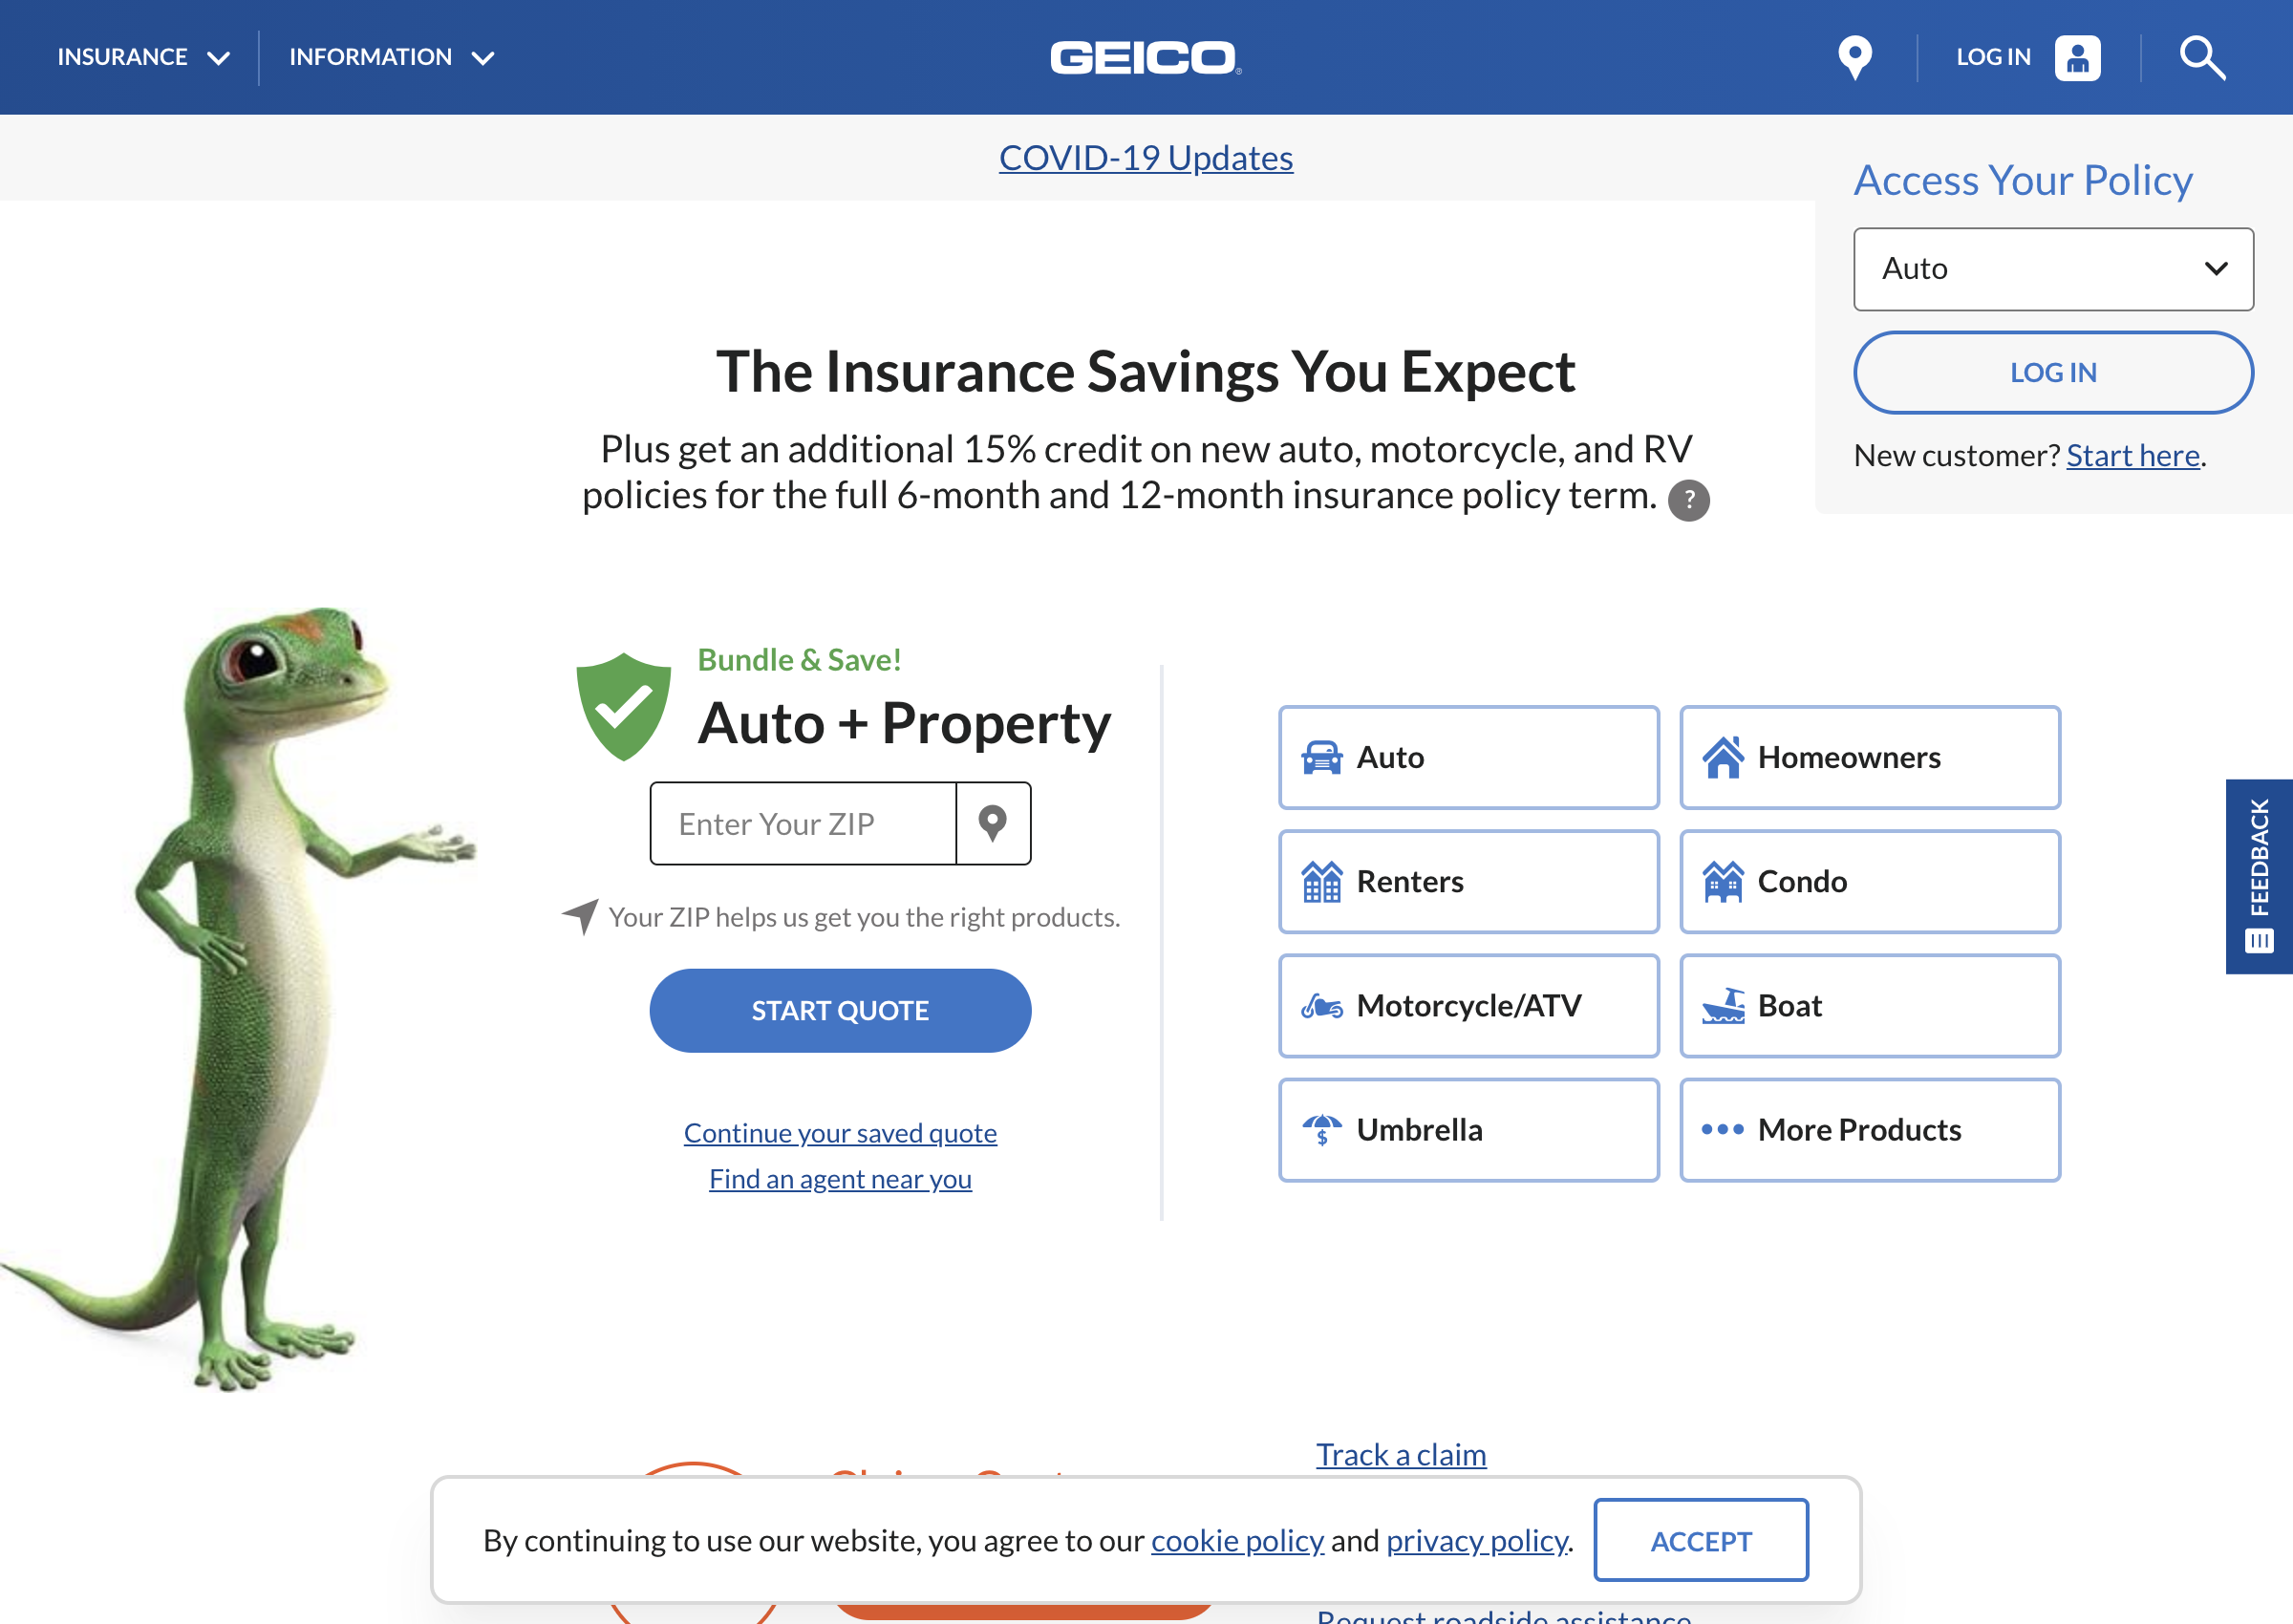 INSURANCE
INFORMATION
GEICO
LOG IN
COVID-19 Updates
Access Your Policy
Auto
LOG IN
New customer? Start here.
The Insurance Savings You Expect
Plus get an additional 15% credit on new auto, motorcycle, and RV
policies for the full 6-month and 12-month insurance policy term. ?
Bundle & Save!
Auto + Property
Enter Your ZIP
Your ZIP helps us get you the right products.
START QUOTE
Continue your saved quote
Find an agent near you
Auto
Homeowners
Renters
Condo
Motorcycle/ATV
Boat
Umbrella
More Products
FEEDBACK
Track a claim
By continuing to use our website, you agree to our cookie policy and privacy policy.
ACCEPT
Request roadside assistance